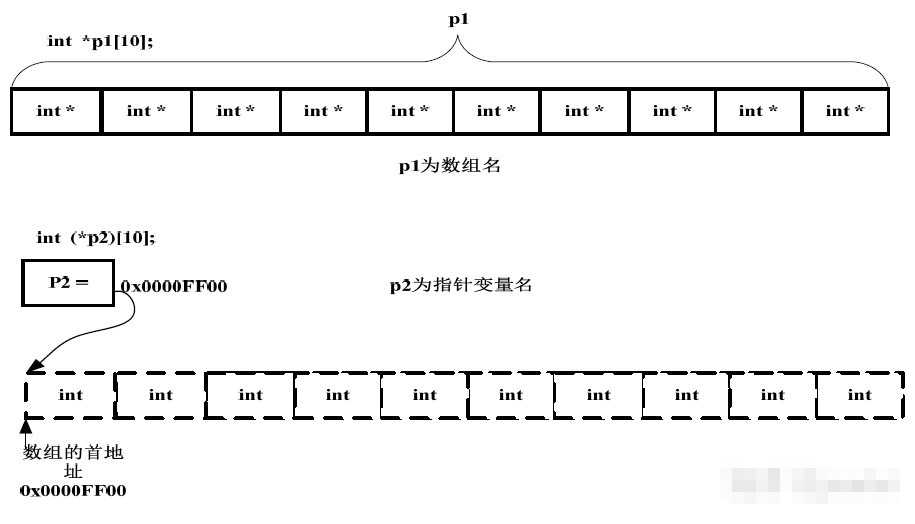 p1
int *p1[10];
int * int * int * int * int * int * int * int * int * int *
p1为数组名
int (*p2)[10];
P2 =
0x0000FF00
p2为指针变量名
int int int int int int int int int int
数组的首地
址
0x0000FF00